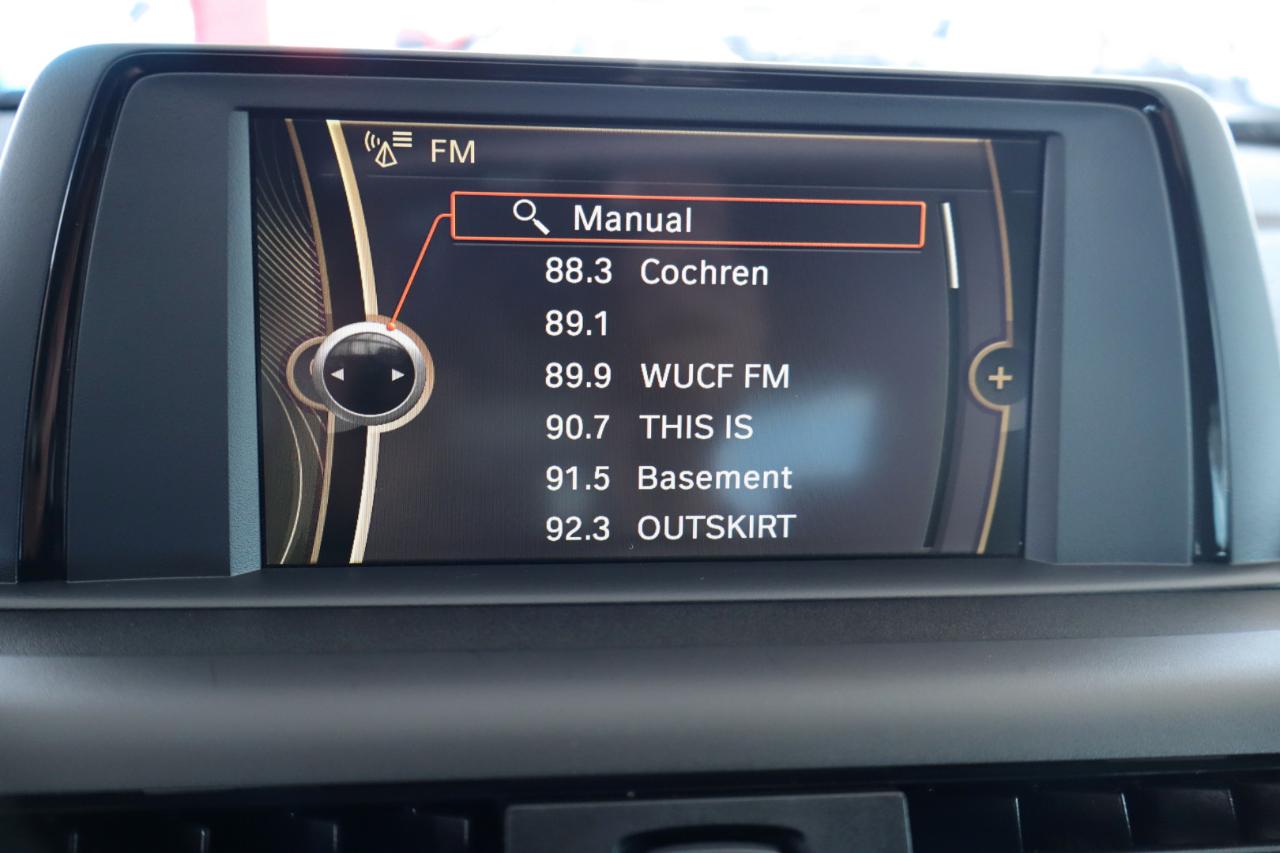 FM
Manual
88.3 Cochren
89.1
89.9 WUCF FM
90.7 THIS IS
91.5 Basement
92.3 OUTSKIRT